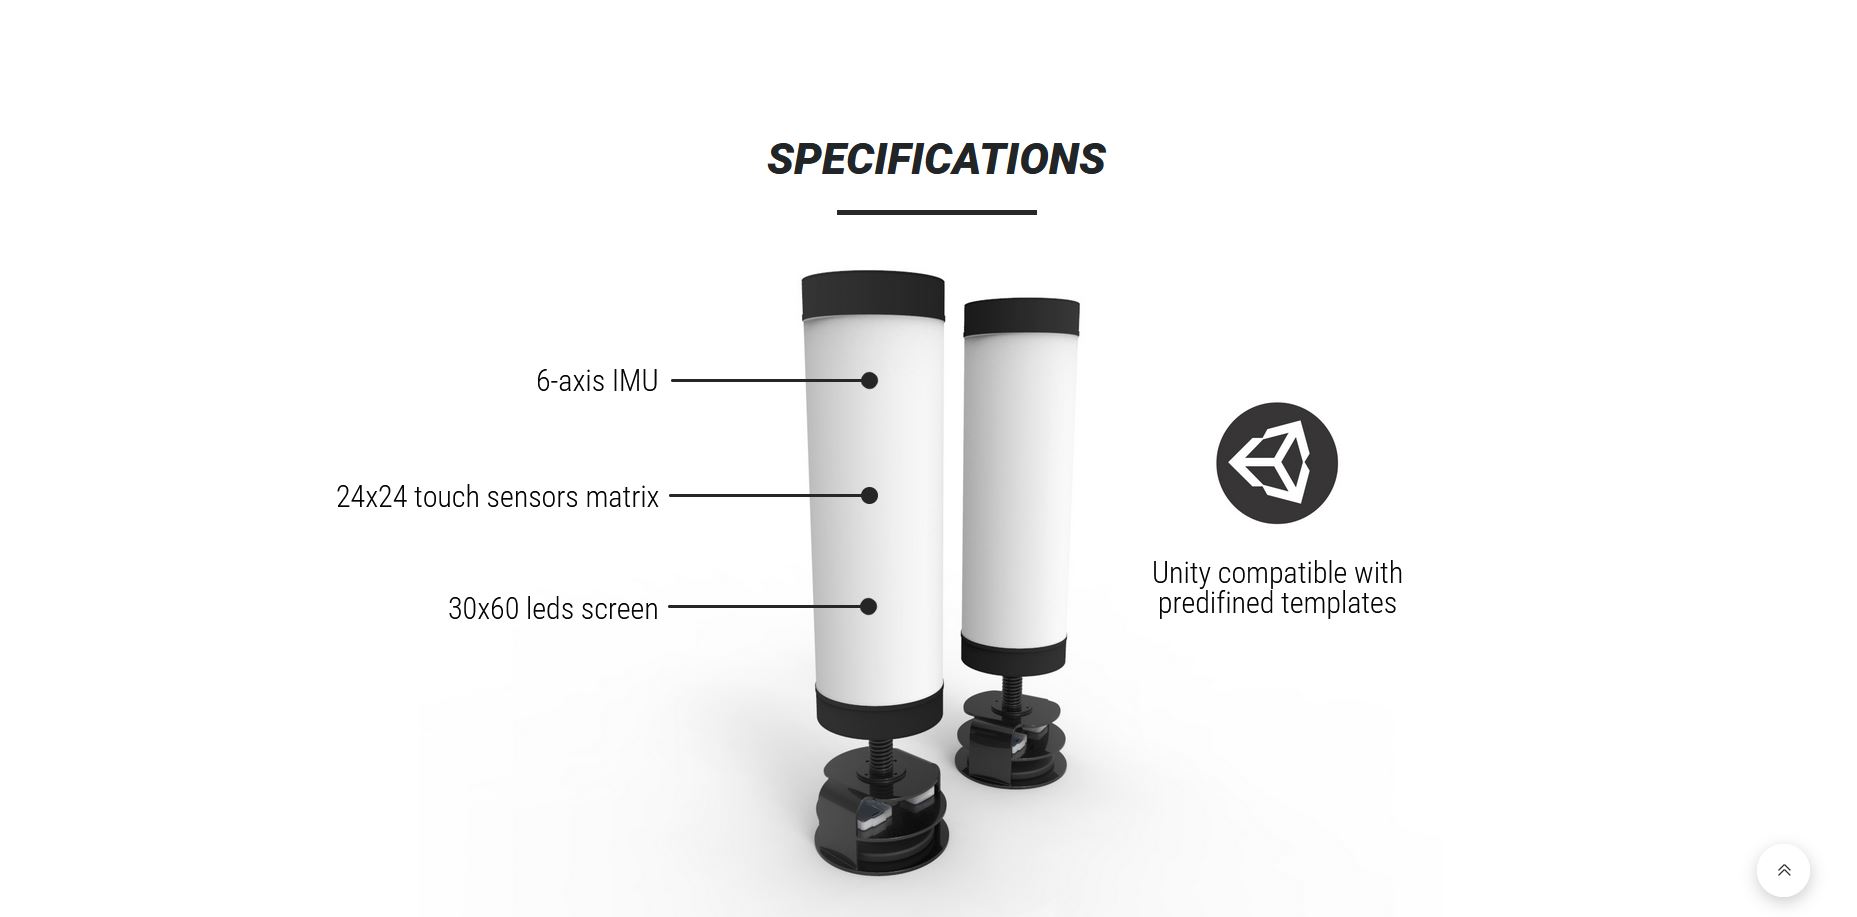 SPECIFICATIONS
6-axis IMU
24x24 touch sensors matrix
30x60 leds screen
Unity compatible with
predifined templates